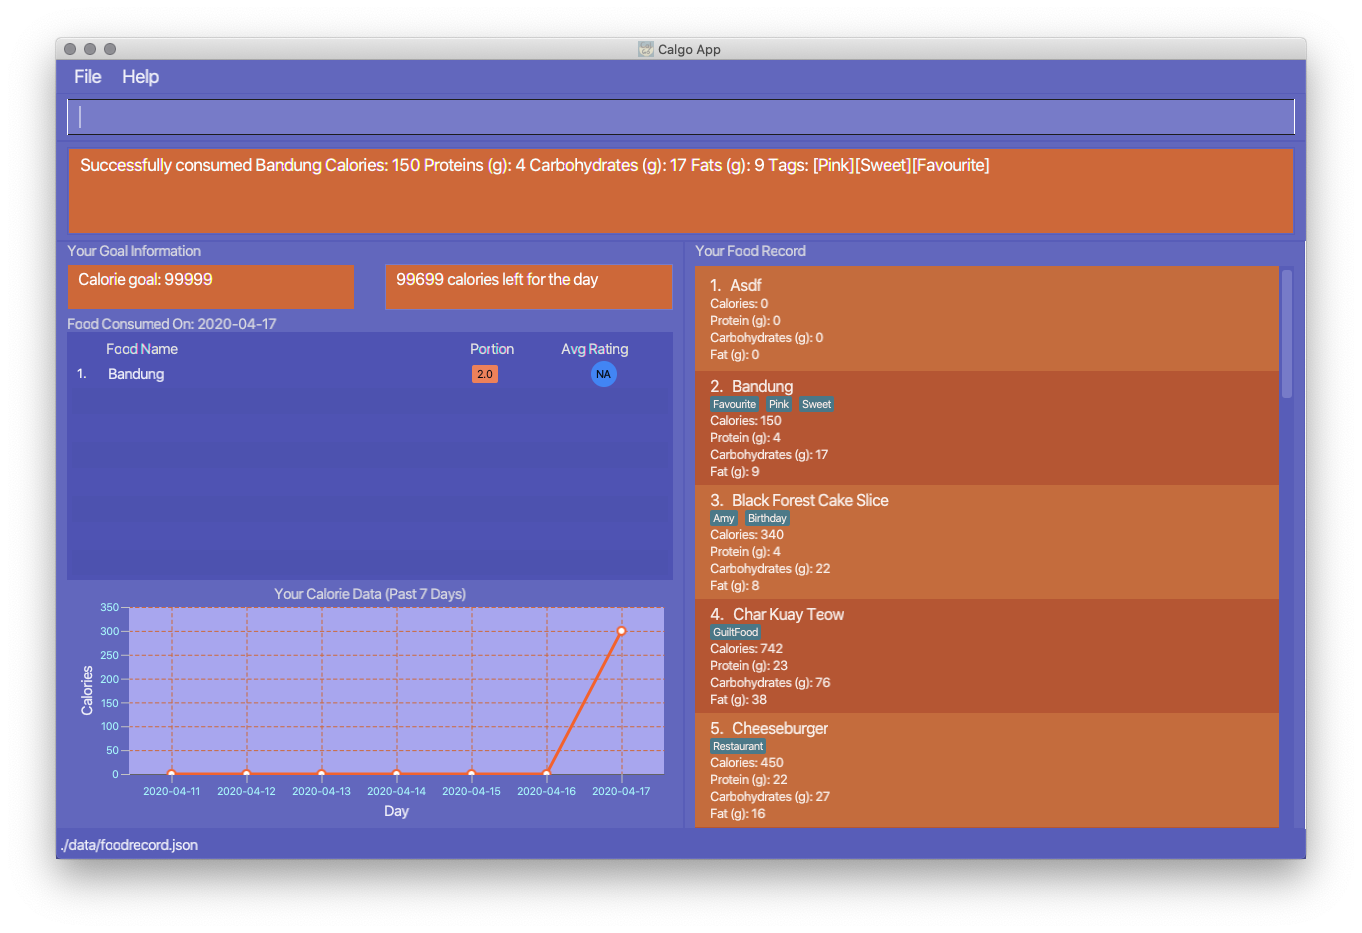 Calgo App
File Help
Successfully consumed Bandung Calories: 150 Proteins (g): 4 Carbohydrates (g): 17 Fats (g): 9 Tags: [Pink][Sweet][Favourite]
Your Goal Information
Calorie goal: 99999
99699 calories left for the day
Food Consumed On: 2020-04-17
Food Name Portion Avg Rating
1. Bandung 2.0 NA
Your Calorie Data (Past 7 Days)
350
300
250
200
150
100
50
0
Calories
2020-04-11 2020-04-12 2020-04-13 2020-04-14 2020-04-15 2020-04-16 2020-04-17
Day
Your Food Record
1. Asdf
Calories: 0
Protein (g): 0
Carbohydrates (g): 0
Fat (g): 0
2. Bandung
Favourite Pink Sweet
Calories: 150
Protein (g): 4
Carbohydrates (g): 17
Fat (g): 9
3. Black Forest Cake Slice
Amy Birthday
Calories: 340
Protein (g): 4
Carbohydrates (g): 22
Fat (g): 8
4. Char Kuay Teow
GuiltFood
Calories: 742
Protein (g): 23
Carbohydrates (g): 76
Fat (g): 38
5. Cheeseburger
Restaurant
Calories: 450
Protein (g): 22
Carbohydrates (g): 27
Fat (g): 16
./data/foodrecord.json